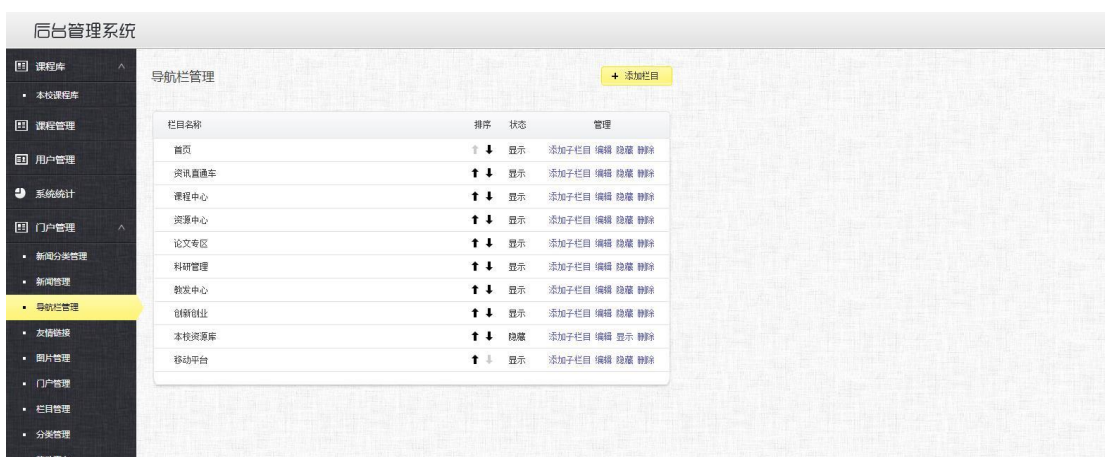 后台管理系统
课程库
本校课程库
课程管理
用户管理
系统统计
门户管理
新闻分类管理
新闻管理
导航栏管理
友情链接
图片管理
门户管理
栏目管理
分类管理
导航栏管理
+ 添加栏目
栏目名称 排序 状态 管理
首页 显示 添加子栏目 编辑 隐藏 删除
资讯直通车 显示 添加子栏目 编辑 隐藏 删除
课程中心 显示 添加子栏目 编辑 隐藏 删除
资源中心 显示 添加子栏目 编辑 隐藏 删除
论文专区 显示 添加子栏目 编辑 隐藏 删除
科研管理 显示 添加子栏目 编辑 隐藏 删除
教发中心 显示 添加子栏目 编辑 隐藏 删除
创新创业 显示 添加子栏目 编辑 隐藏 删除
本校资源库 隐藏 添加子栏目 编辑 显示 删除
移动平台 显示 添加子栏目 编辑 隐藏 删除